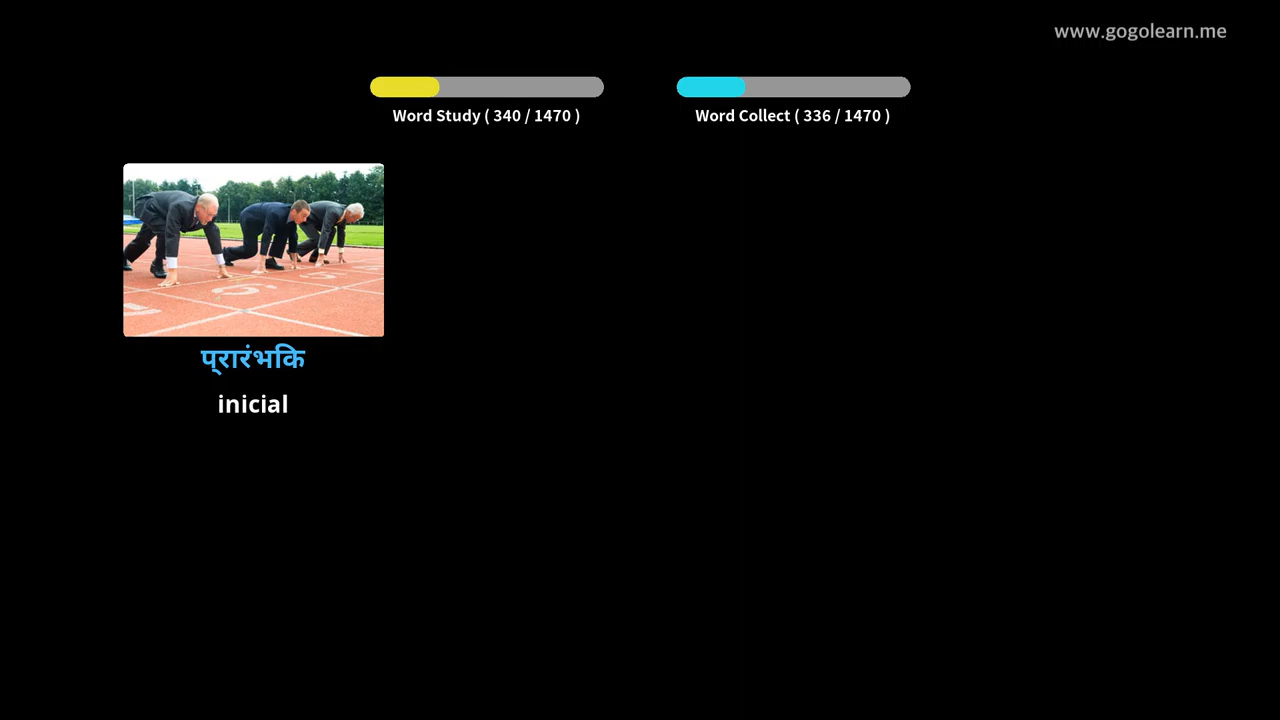 www.gogolearn.me
Word Study ( 340 / 1470 )
Word Collect ( 336 / 1470 )
प्रारंभकि
inicial